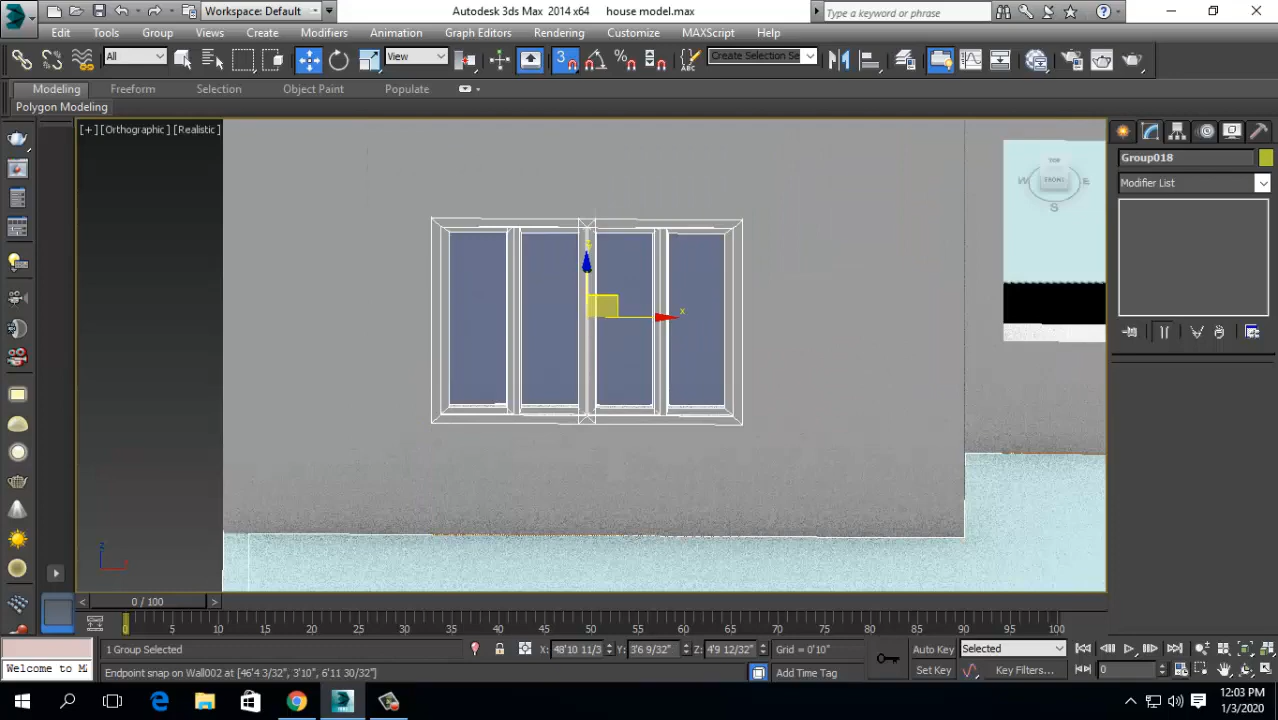 Workspace: Default
Autodesk 3ds Max 2014 x64 house model.max
Type a keyword or phrase
Edit Tools Group Views Create Modifiers Animation Graph Editors Rendering Customize MAXScript Help
All
View
3
Create Selection Se
Modeling Freeform Selection Object Paint Populate
Polygon Modeling
[+] [Orthographic] [Realistic]
Group018
Modifier List
TOP
W FRONT E
S
x
z
0 / 100
0 5 10 15 20 25 30 35 40 45 50 55 60 65 70 75 80 85 90 95 100
1 Group Selected
X: 48'10 11/3 Y: 3'6 9/32" Z: 4'9 12/32" Grid = 0'10"
Auto Key Selected
Welcome to M
Endpoint snap on Wall002 at [46'4 3/32", 3'10, 6'11 30/32"]
Add Time Tag
Set Key Key Filters...
0
12:03 PM
1/3/2020